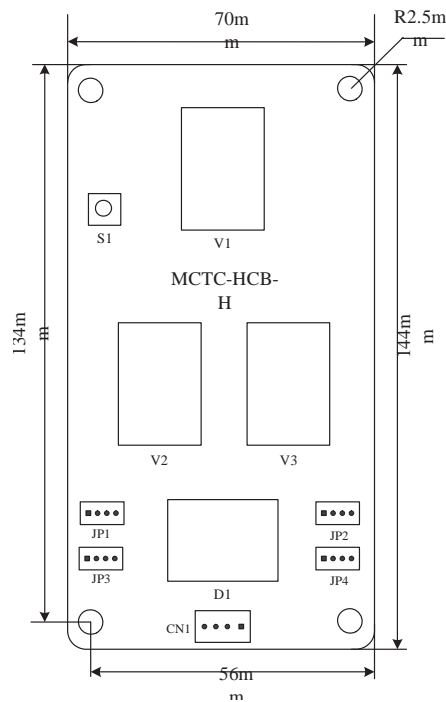 70m
m
R2.5m
m
S1
V1
MCTC-HCB-
H
134m
m
144m
m
V2
V3
JP1
JP2
JP3
JP4
D1
CN1
56m
m